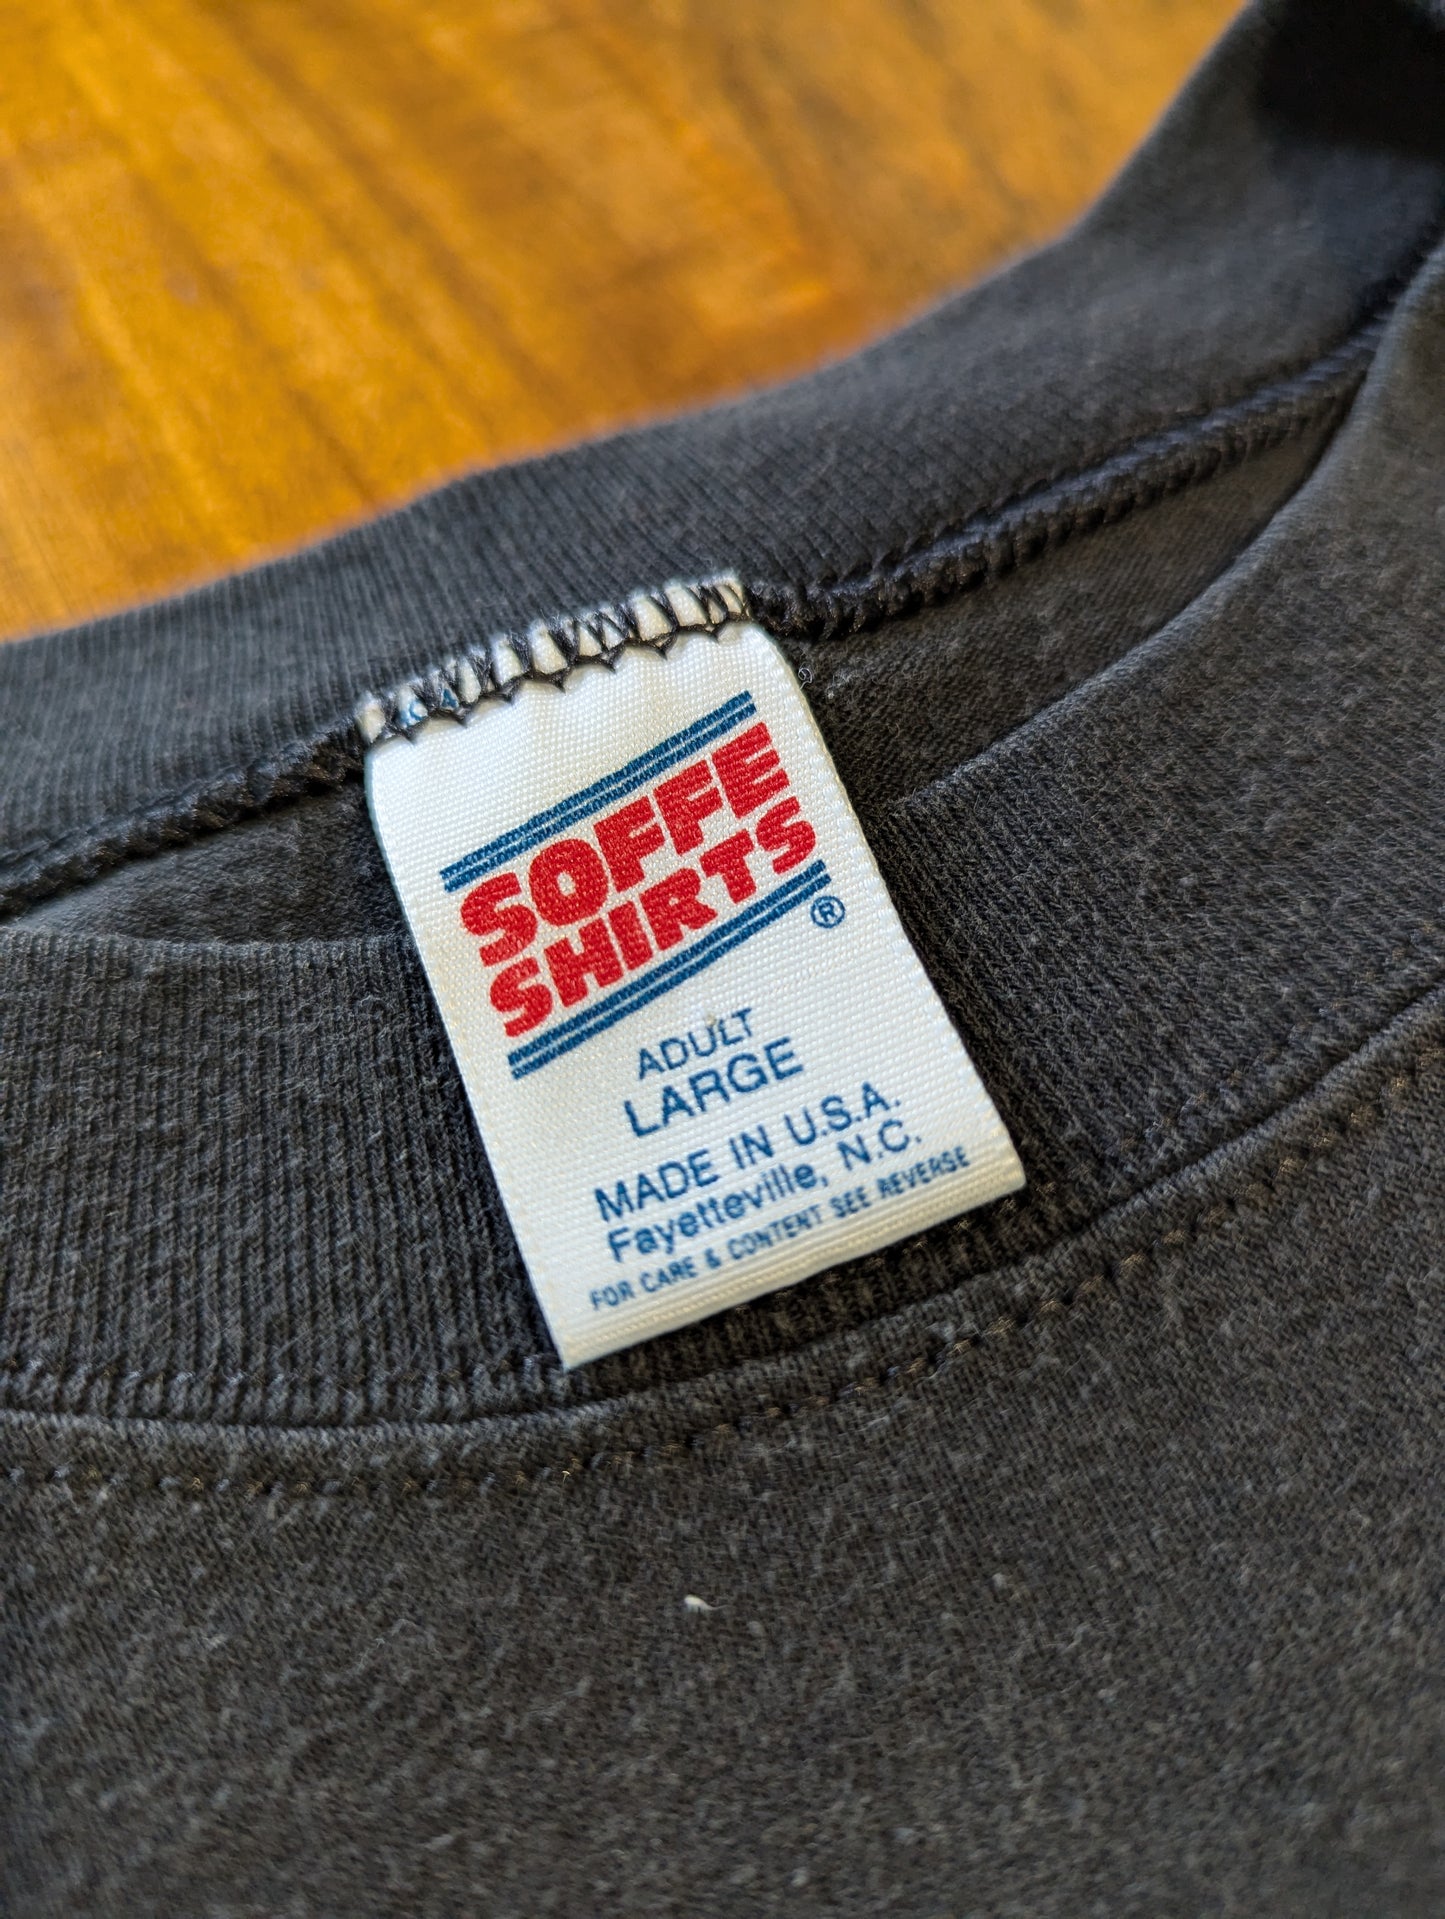 SOFFE
SHIRTS
®
ADULT
LARGE
MADE IN U.S.A.
Fayetteville, N.C.
FOR CARE & CONTENT SEE REVERSE